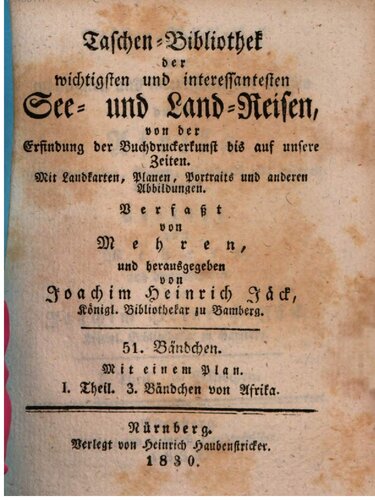 Taschen-Bibliothek
der
wichtigsten und interessantesten
See- und Land-Reisen,
von der
Erfindung der Buchdruckerkunst bis auf unsere
Zeiten.
Mit Landkarten, Planen, Portraits und anderen
Abbildungen.
Verfaßt
von
Mehren,
und herausgegeben
von
Joachim Heinrich Jäck,
Königl. Bibliothekar zu Bamberg.
51. Bändchen.
Mit einem Plan.
I. Theil. 3. Bändchen von Afrika.
Nürnberg.
Verlegt von Heinrich Haubenstricker.
1830.